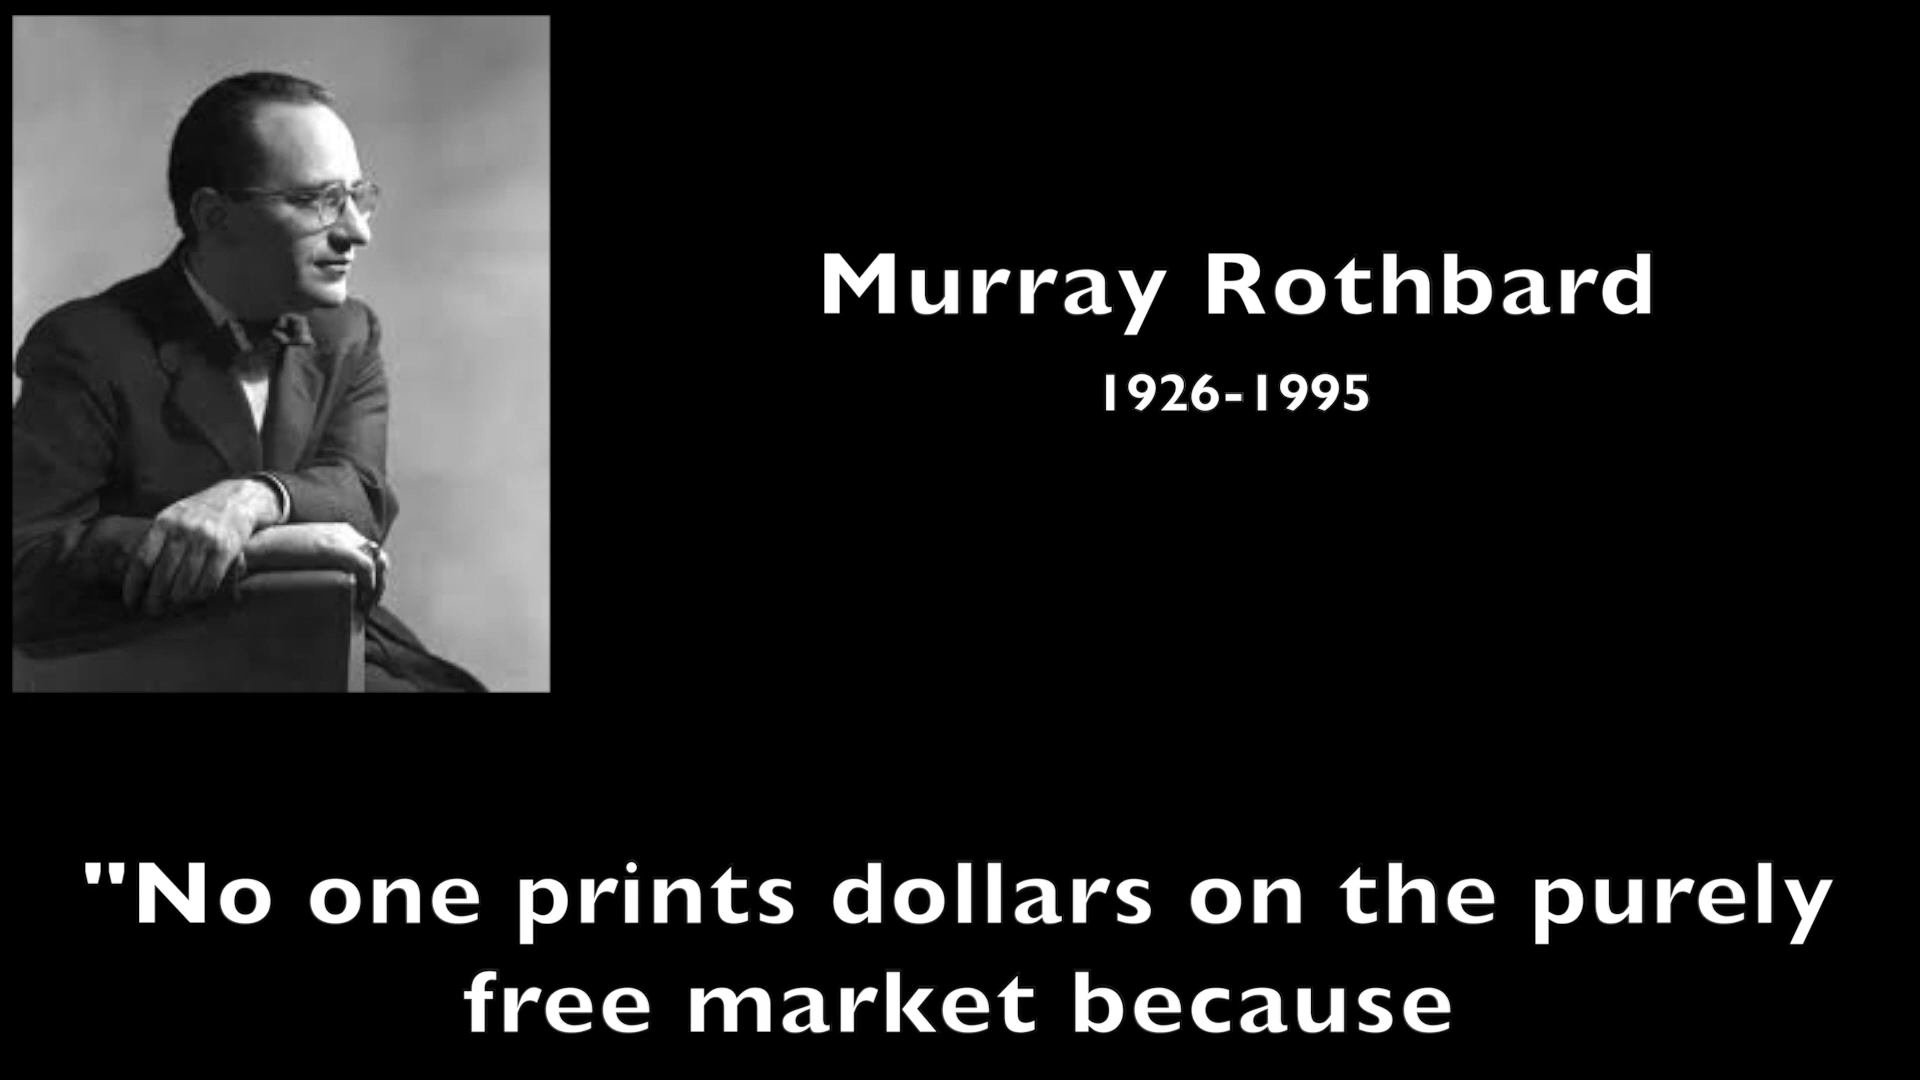 Murray Rothbard
1926-1995
"No one prints dollars on the purely
free market because